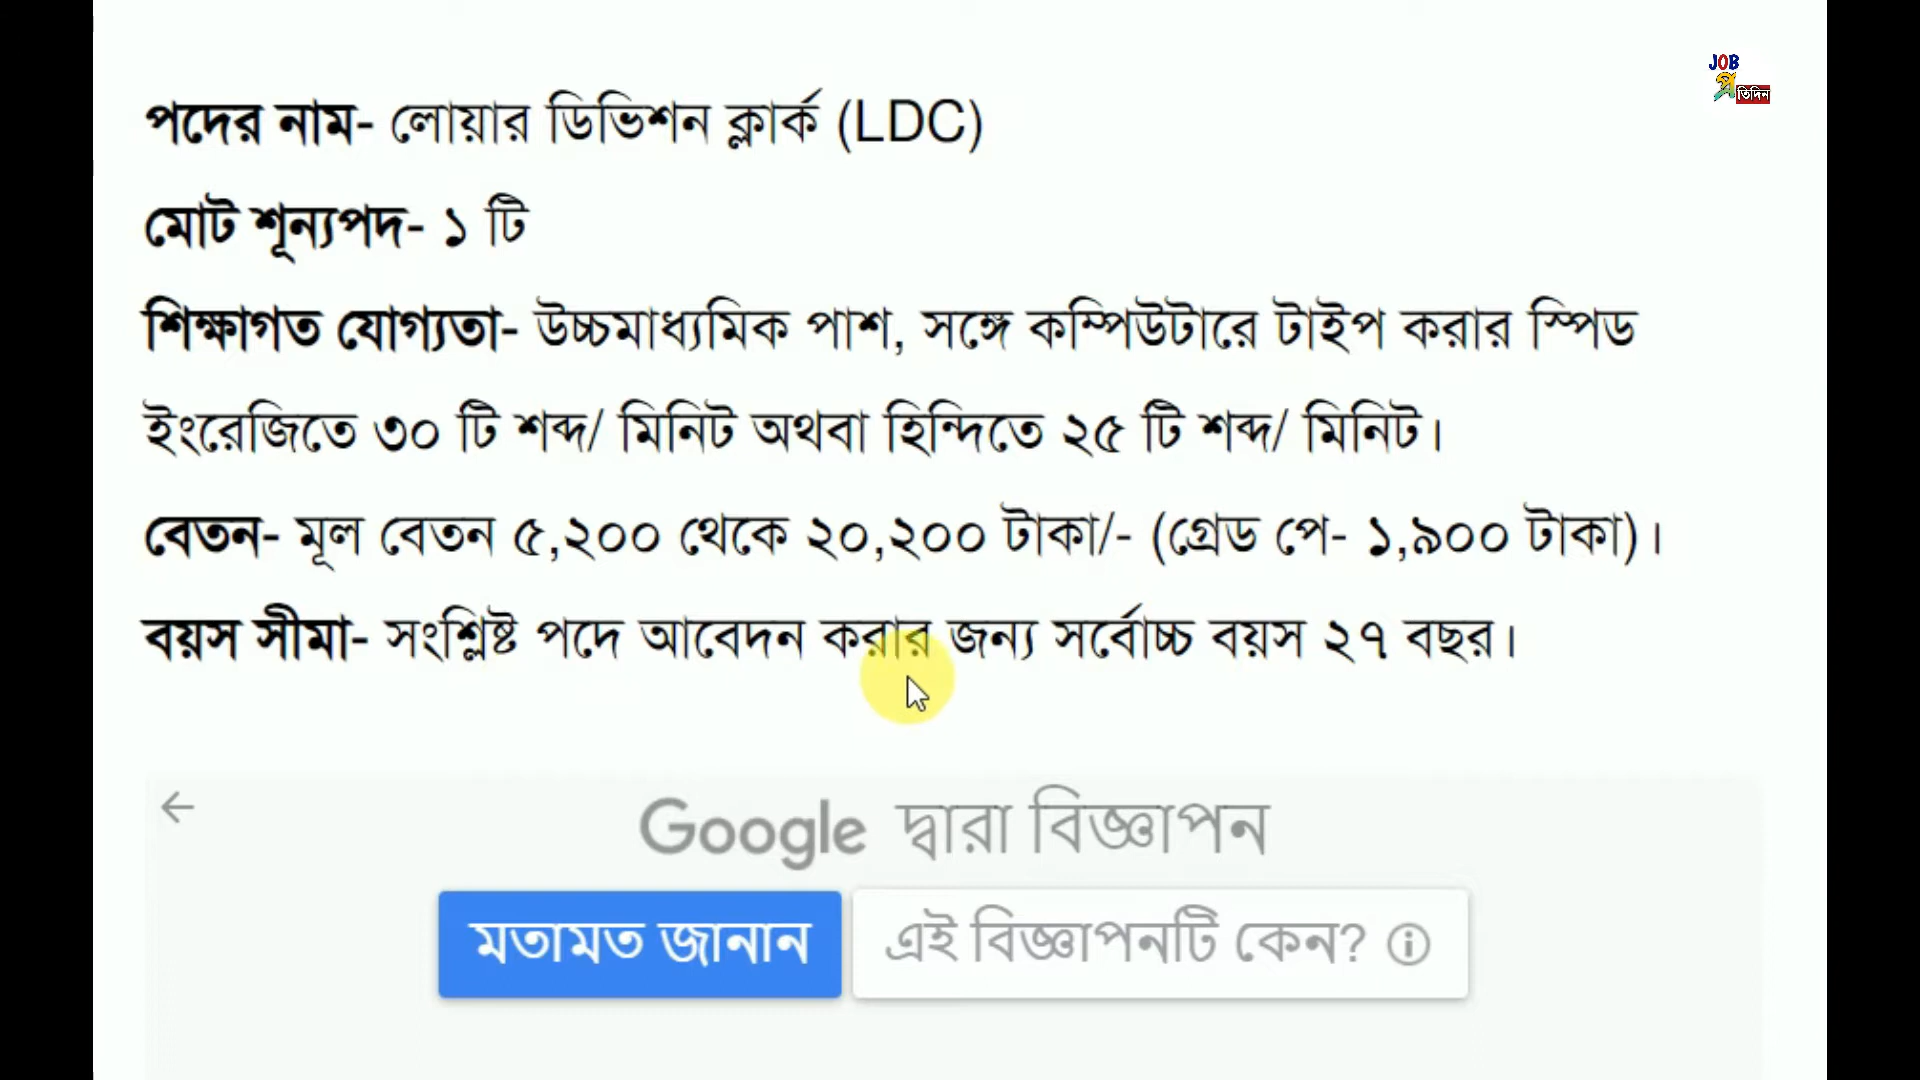 JOB
প্রতিদিন
পদের নাম- লোয়ার ডিভিশন ক্লার্ক (LDC)
মোট শূন্যপদ- ১ টি
শিক্ষাগত যোগ্যতা- উচ্চমাধ্যমিক পাশ, সঙ্গে কম্পিউটারে টাইপ করার স্পিড
ইংরেজিতে ৩০ টি শব্দ/ মিনিট অথবা হিন্দিতে ২৫ টি শব্দ/ মিনিট।
বেতন- মূল বেতন ৫,২০০ থেকে ২০,২০০ টাকা/- (গ্রেড পে- ১,৯০০ টাকা)।
বয়স সীমা- সংশ্লিষ্ট পদে আবেদন করার জন্য সর্বোচ্চ বয়স ২৭ বছর।
Google দ্বারা বিজ্ঞাপন
মতামত জানান এই বিজ্ঞাপনটি কেন?